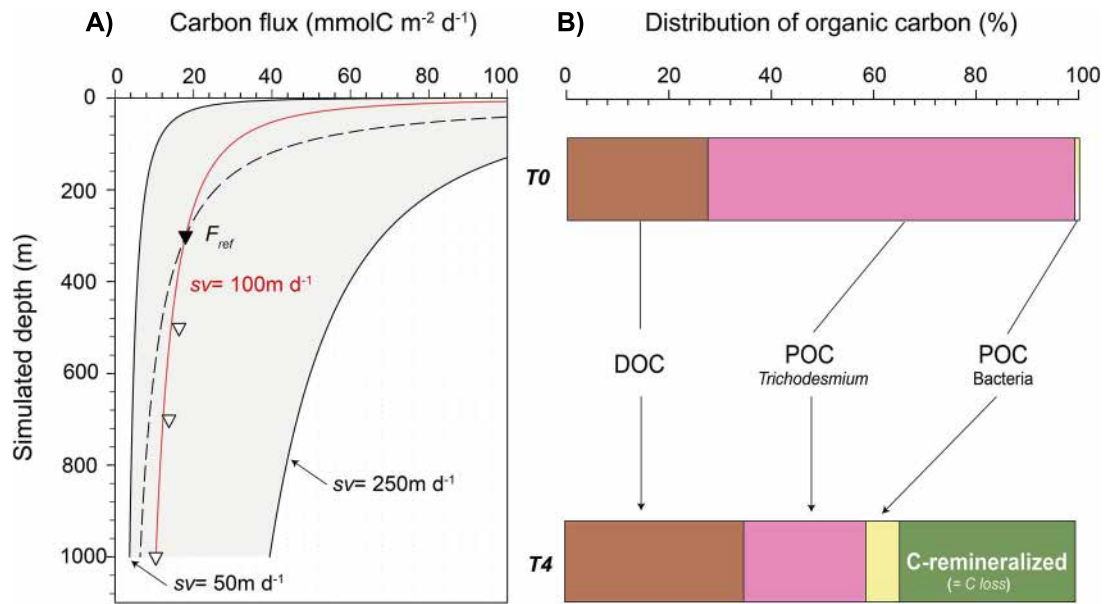 A) Carbon flux (mmolC m⁻² d⁻¹)
0 20 40 60 80 100
Simulated depth (m)
0
200
400
600
800
1000
F_ref
sv= 100m d⁻¹
sv= 250m d⁻¹
sv= 50m d⁻¹
B) Distribution of organic carbon (%)
0 20 40 60 80 100
T0
DOC
POC
Trichodesmium
POC
Bacteria
T4
C-remineralized
(= C loss)